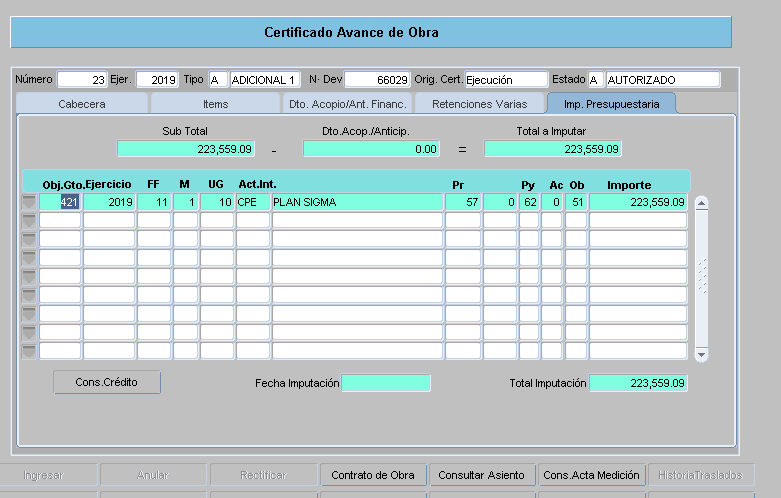 Certificado Avance de Obra
Número 23 Ejer. 2019 Tipo A ADICIONAL 1 N· Dev 66029 Orig. Cert. Ejecución Estado A AUTORIZADO
Cabecera Items Dto. Acopio/Ant. Financ. Retenciones Varias Imp. Presupuestaria
Sub Total Dto.Acop./Anticip. Total a Imputar
223,559.09 - 0.00 = 223,559.09
Obj.Gto. Ejercicio FF M UG Act.Int. Pr Py Ac Ob Importe
421 2019 11 1 10 CPE PLAN SIGMA 57 0 62 0 51 223,559.09
Cons.Crédito Fecha Imputación Total Imputación 223,559.09
Ingresar Anular Rectificar Contrato de Obra Consultar Asiento Cons.Acta Medición HistoriaTraslados